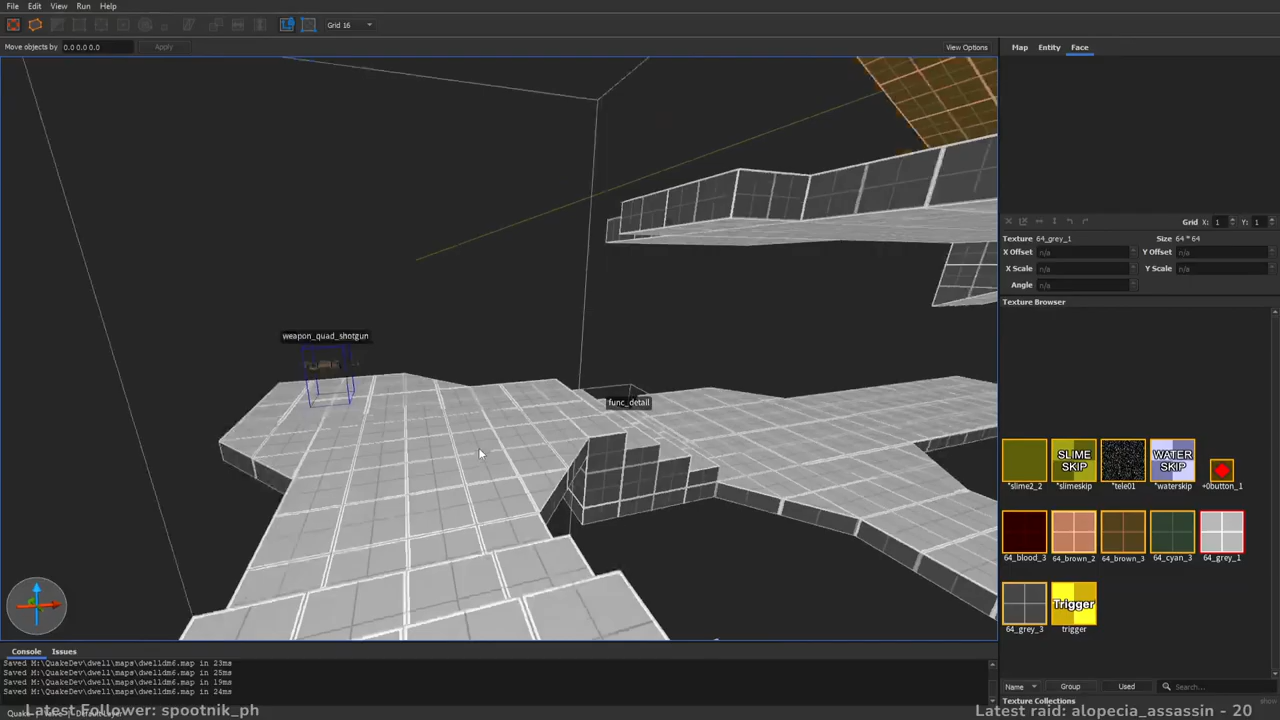 File Edit View Run Help
Grid 16
Move objects by 0.0 0.0 0.0 Apply
View Options
Map Entity Face
weapon_quad_shotgun
func_detail
Grid X: 1 Y: 1
Texture 64_grey_1 Size 64 * 64
X Offset n/a Y Offset n/a
X Scale n/a Y Scale n/a
Angle n/a
Texture Browser
SLIME SKIP
WATER SKIP
*slime2_2 *slimeskip *tele01 *waterskip +0button_1
64_blood_3 64_brown_2 64_brown_3 64_cyan_3 64_grey_1
Trigger
64_grey_3 trigger
Console Issues
Saved M:\QuakeDev\dwell\maps\dwelldm6.map in 23ms
Saved M:\QuakeDev\dwell\maps\dwelldm6.map in 25ms
Saved M:\QuakeDev\dwell\maps\dwelldm6.map in 19ms
Saved M:\QuakeDev\dwell\maps\dwelldm6.map in 24ms
Name Group Used Search...
Texture Collections show
Latest Follower: spootnik_ph
Latest raid: alopecia_assassin - 20